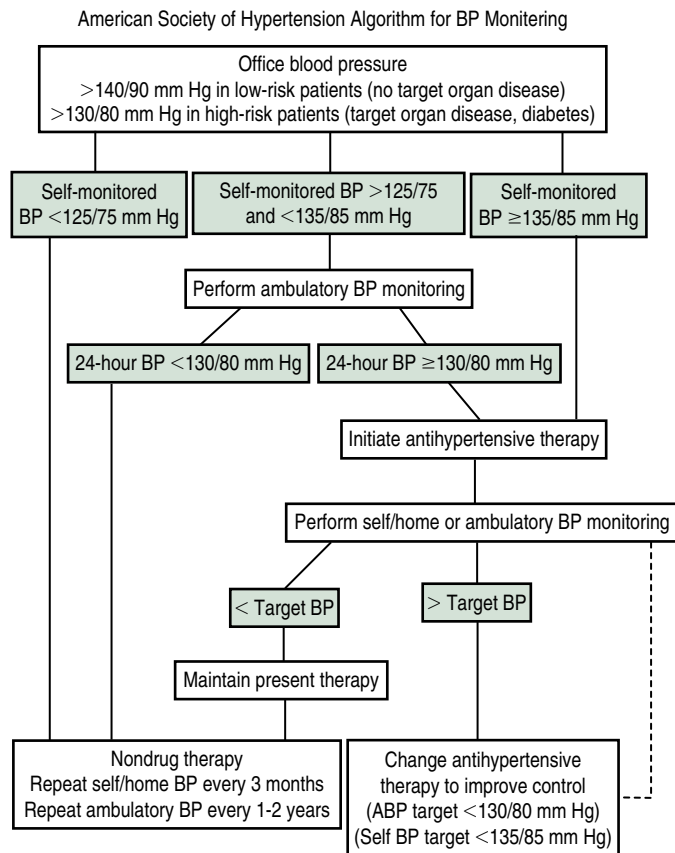 American Society of Hypertension Algorithm for BP Monitering
Office blood pressure
>140/90 mm Hg in low-risk patients (no target organ disease)
>130/80 mm Hg in high-risk patients (target organ disease, diabetes)
Self-monitored
BP <125/75 mm Hg
Self-monitored BP >125/75
and <135/85 mm Hg
Self-monitored
BP ≥135/85 mm Hg
Perform ambulatory BP monitoring
24-hour BP <130/80 mm Hg
24-hour BP ≥130/80 mm Hg
Initiate antihypertensive therapy
Perform self/home or ambulatory BP monitoring
< Target BP
> Target BP
Maintain present therapy
Nondrug therapy
Repeat self/home BP every 3 months
Repeat ambulatory BP every 1-2 years
Change antihypertensive
therapy to improve control
(ABP target <130/80 mm Hg)
(Self BP target <135/85 mm Hg)